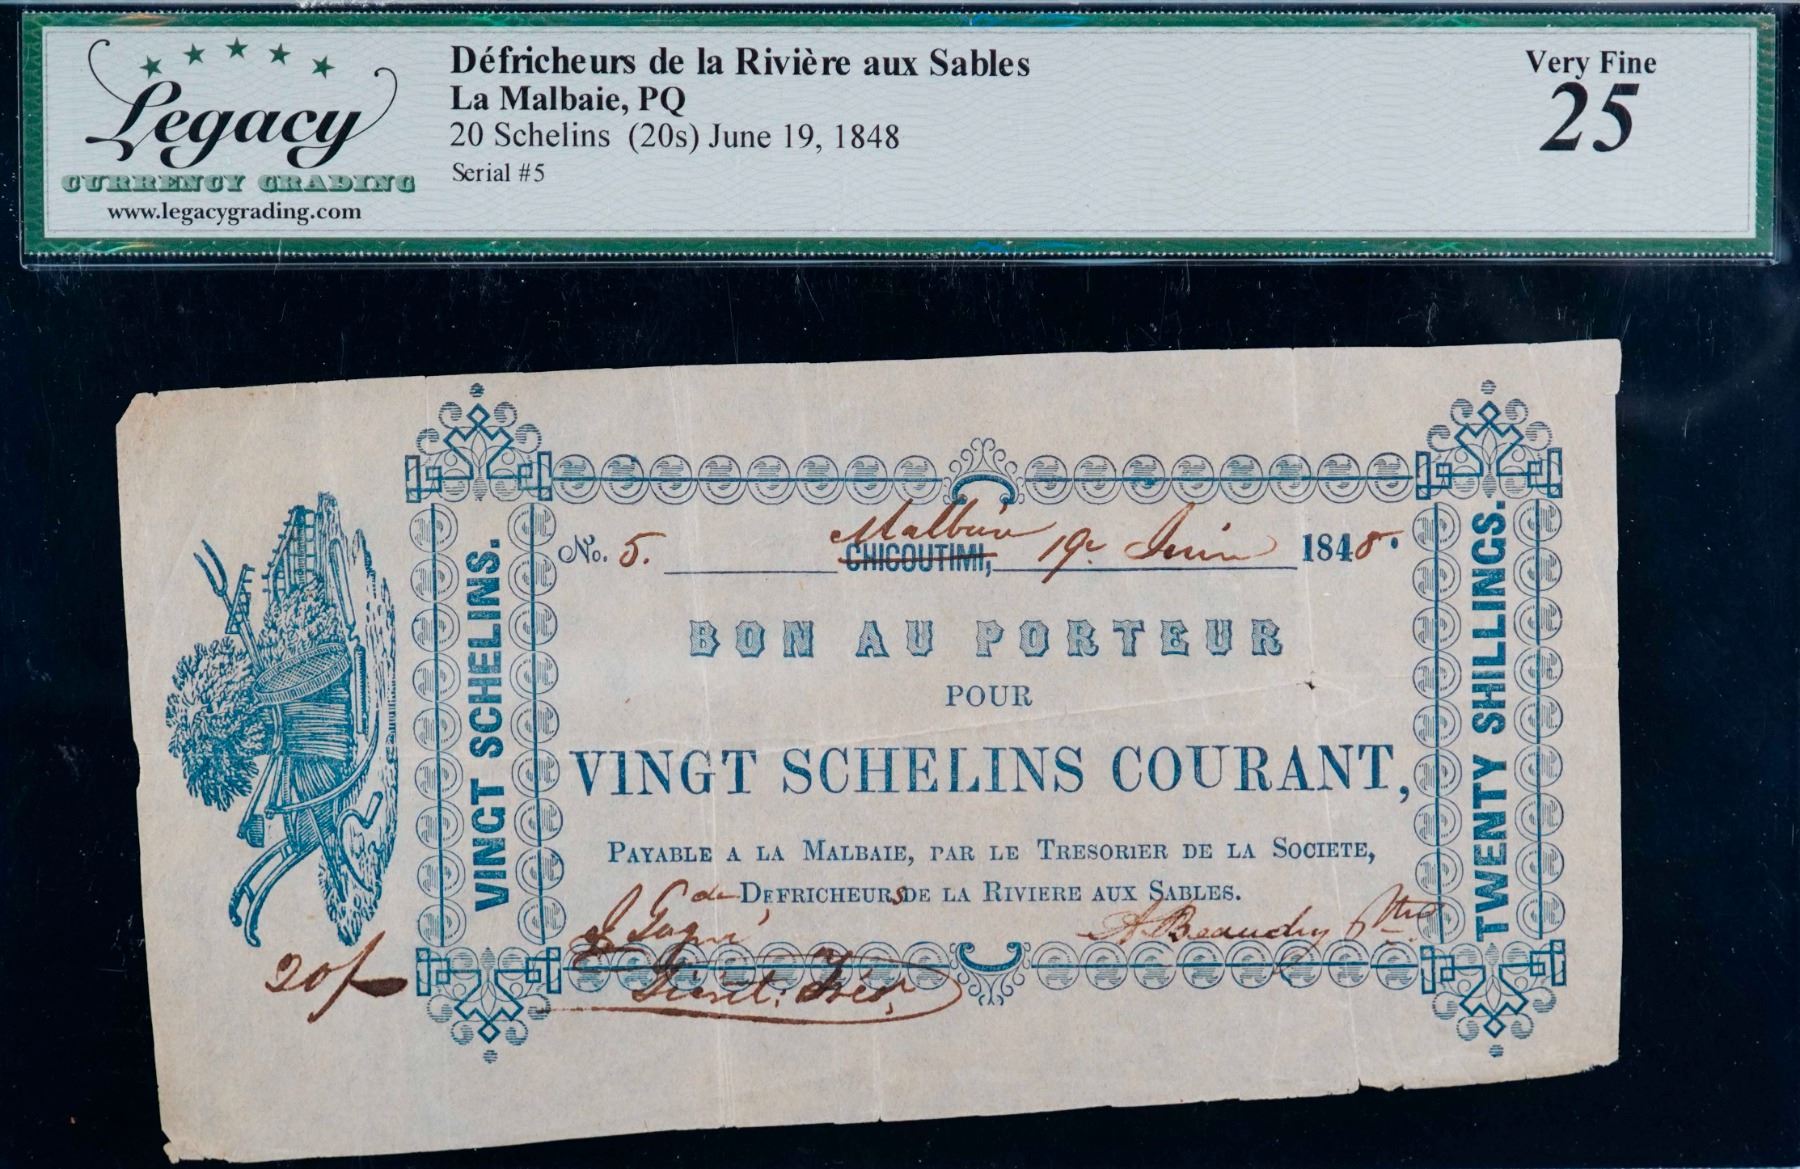 Legacy
CURRENCY GRADING
www.legacygrading.com
Défricheurs de la Rivière aux Sables
La Malbaie, PQ
20 Schelins (20s) June 19, 1848
Serial #5
Very Fine
25
VINGT SCHELINS.
20/-
No. 5. Malbaie 19e Juin 1848.
CHICOUTIMI,
BON AU PORTEUR
POUR
VINGT SCHELINS COURANT,
PAYABLE A LA MALBAIE, PAR LE TRESORIER DE LA SOCIETE,
de DEFRICHEURS DE LA RIVIERE AUX SABLES.
J Gagné
A Beaudry
TWENTY SHILLINGS.